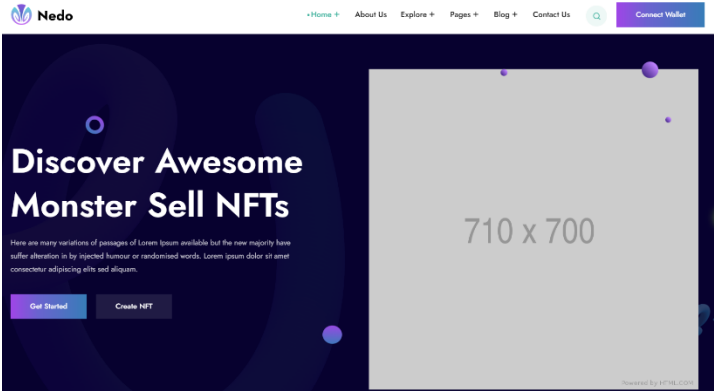 Nedo
Home + About Us Explore + Pages + Blog + Contact Us Connect Wallet
Discover Awesome
Monster Sell NFTs
Here are many variations of passages of Lorem Ipsum available but the new majority have
suffer alteration in by injected humour or randomised words. Lorem ipsum dolor sit amet
consectetur adipiscing elits sed aliquam.
Get Started Create NFT
710 x 700
Powered by HTML.COM